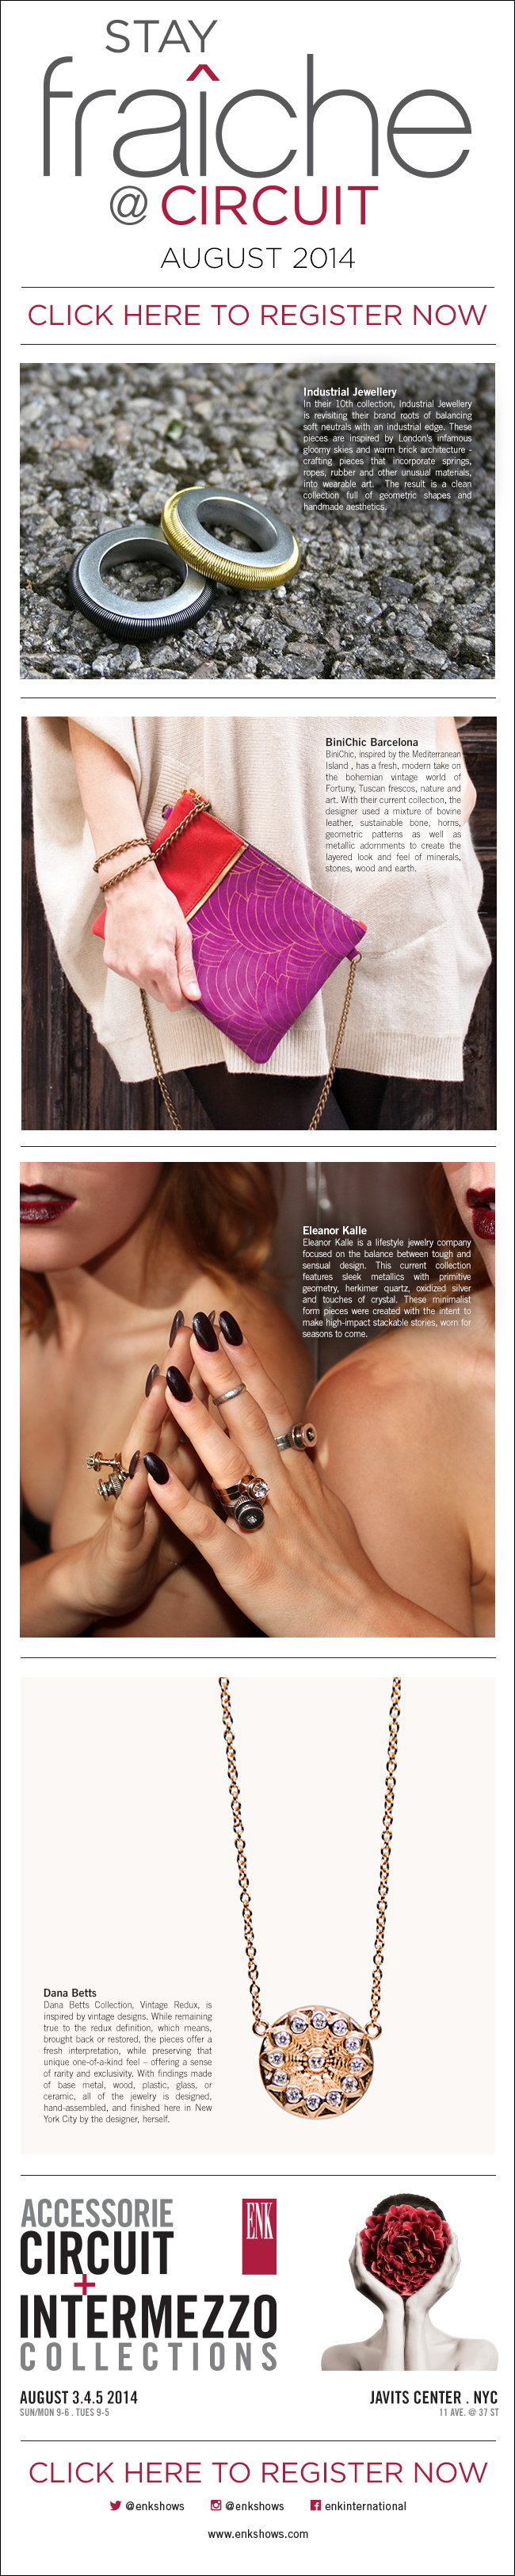 STAY
fraîche
@ CIRCUIT
AUGUST 2014
CLICK HERE TO REGISTER NOW
Industrial Jewellery
In their 10th collection, Industrial Jewellery
is revisiting their brand roots of balancing
soft neutrals with an industrial edge. These
pieces are inspired by London's infamous
gloomy skies and warm brick architecture -
crafting pieces that incorporate springs,
ropes, rubber and other unusual materials,
into wearable art. The result is a clean
collection full of geometric shapes and
handmade aesthetics.
BiniChic Barcelona
BiniChic, inspired by the Mediterranean
Island , has a fresh, modern take on
the bohemian vintage world of
Fortuny, Tuscan frescos, nature and
art. With their current collection, the
designer used a mixture of bovine
leather, sustainable bone, horns,
geometric patterns as well as
metallic adornments to create the
layered look and feel of minerals,
stones, wood and earth.
Eleanor Kalle
Eleanor Kalle is a lifestyle jewelry company
focused on the balance between tough and
sensual design. This current collection
features sleek metallics with primitive
geometry, herkimer quartz, oxidized silver
and touches of crystal. These minimalist
form pieces were created with the intent to
make high-impact stackable stories, worn for
seasons to come.
Dana Betts
Dana Betts Collection, Vintage Redux, is
inspired by vintage designs. While remaining
true to the redux definition, which means,
brought back or restored, the pieces offer a
fresh interpretation, while preserving that
unique one-of-a-kind feel – offering a sense
of rarity and exclusivity. With findings made
of base metal, wood, plastic, glass, or
ceramic, all of the jewelry is designed,
hand-assembled, and finished here in New
York City by the designer, herself.
ACCESSORIE
CIRCUIT
+
INTERMEZZO
COLLECTIONS
ENK
AUGUST 3.4.5 2014
SUN/MON 9-6 . TUES 9-5
JAVITS CENTER . NYC
11 AVE. @ 37 ST
CLICK HERE TO REGISTER NOW
@enkshows @enkshows enkinternational
www.enkshows.com